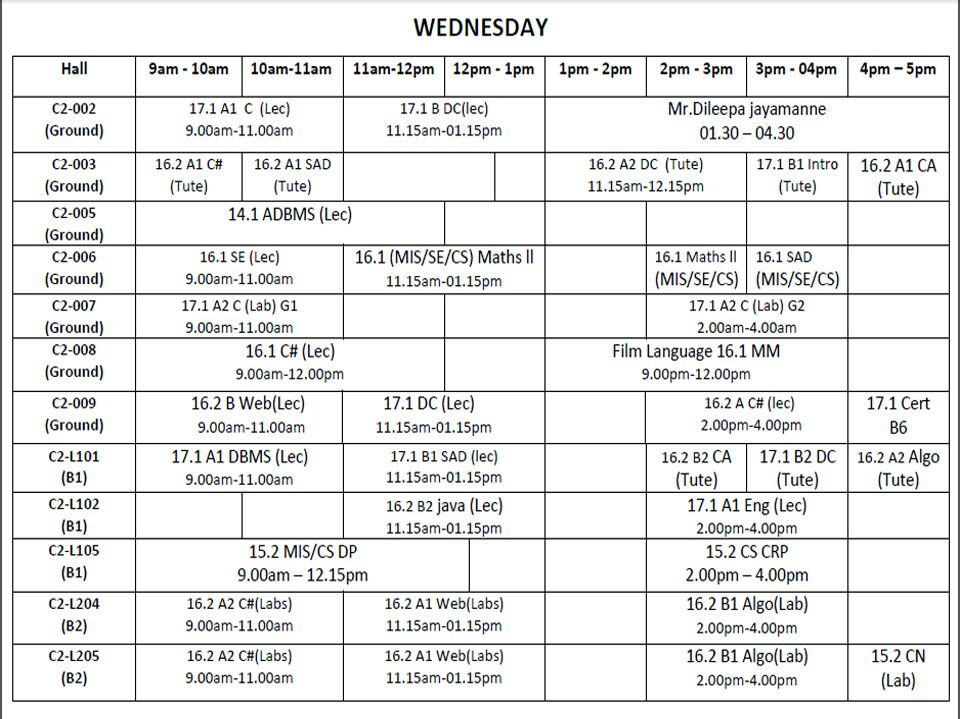 WEDNESDAY
Hall 9am - 10am 10am-11am 11am-12pm 12pm - 1pm 1pm - 2pm 2pm - 3pm 3pm - 04pm 4pm – 5pm
C2-002 17.1 A1 C (Lec) 17.1 B DC(lec) Mr.Dileepa jayamanne
(Ground) 9.00am-11.00am 11.15am-01.15pm 01.30 – 04.30
C2-003 16.2 A1 C# 16.2 A1 SAD 16.2 A2 DC (Tute) 17.1 B1 Intro 16.2 A1 CA
(Ground) (Tute) (Tute) 11.15am-12.15pm (Tute) (Tute)
C2-005 14.1 ADBMS (Lec)
(Ground)
C2-006 16.1 SE (Lec) 16.1 (MIS/SE/CS) Maths ll 16.1 Maths ll 16.1 SAD
(Ground) 9.00am-11.00am 11.15am-01.15pm (MIS/SE/CS) (MIS/SE/CS)
C2-007 17.1 A2 C (Lab) G1 17.1 A2 C (Lab) G2
(Ground) 9.00am-11.00am 2.00am-4.00am
C2-008 16.1 C# (Lec) Film Language 16.1 MM
(Ground) 9.00am-12.00pm 9.00pm-12.00pm
C2-009 16.2 B Web(Lec) 17.1 DC (Lec) 16.2 A C# (lec) 17.1 Cert
(Ground) 9.00am-11.00am 11.15am-01.15pm 2.00pm-4.00pm B6
C2-L101 17.1 A1 DBMS (Lec) 17.1 B1 SAD (lec) 16.2 B2 CA 17.1 B2 DC 16.2 A2 Algo
(B1) 9.00am-11.00am 11.15am-01.15pm (Tute) (Tute) (Tute)
C2-L102 16.2 B2 java (Lec) 17.1 A1 Eng (Lec)
(B1) 11.15am-01.15pm 2.00pm-4.00pm
C2-L105 15.2 MIS/CS DP 15.2 CS CRP
(B1) 9.00am – 12.15pm 2.00pm – 4.00pm
C2-L204 16.2 A2 C#(Labs) 16.2 A1 Web(Labs) 16.2 B1 Algo(Lab)
(B2) 9.00am-11.00am 11.15am-01.15pm 2.00pm-4.00pm
C2-L205 16.2 A2 C#(Labs) 16.2 A1 Web(Labs) 16.2 B1 Algo(Lab) 15.2 CN
(B2) 9.00am-11.00am 11.15am-01.15pm 2.00pm-4.00pm (Lab)